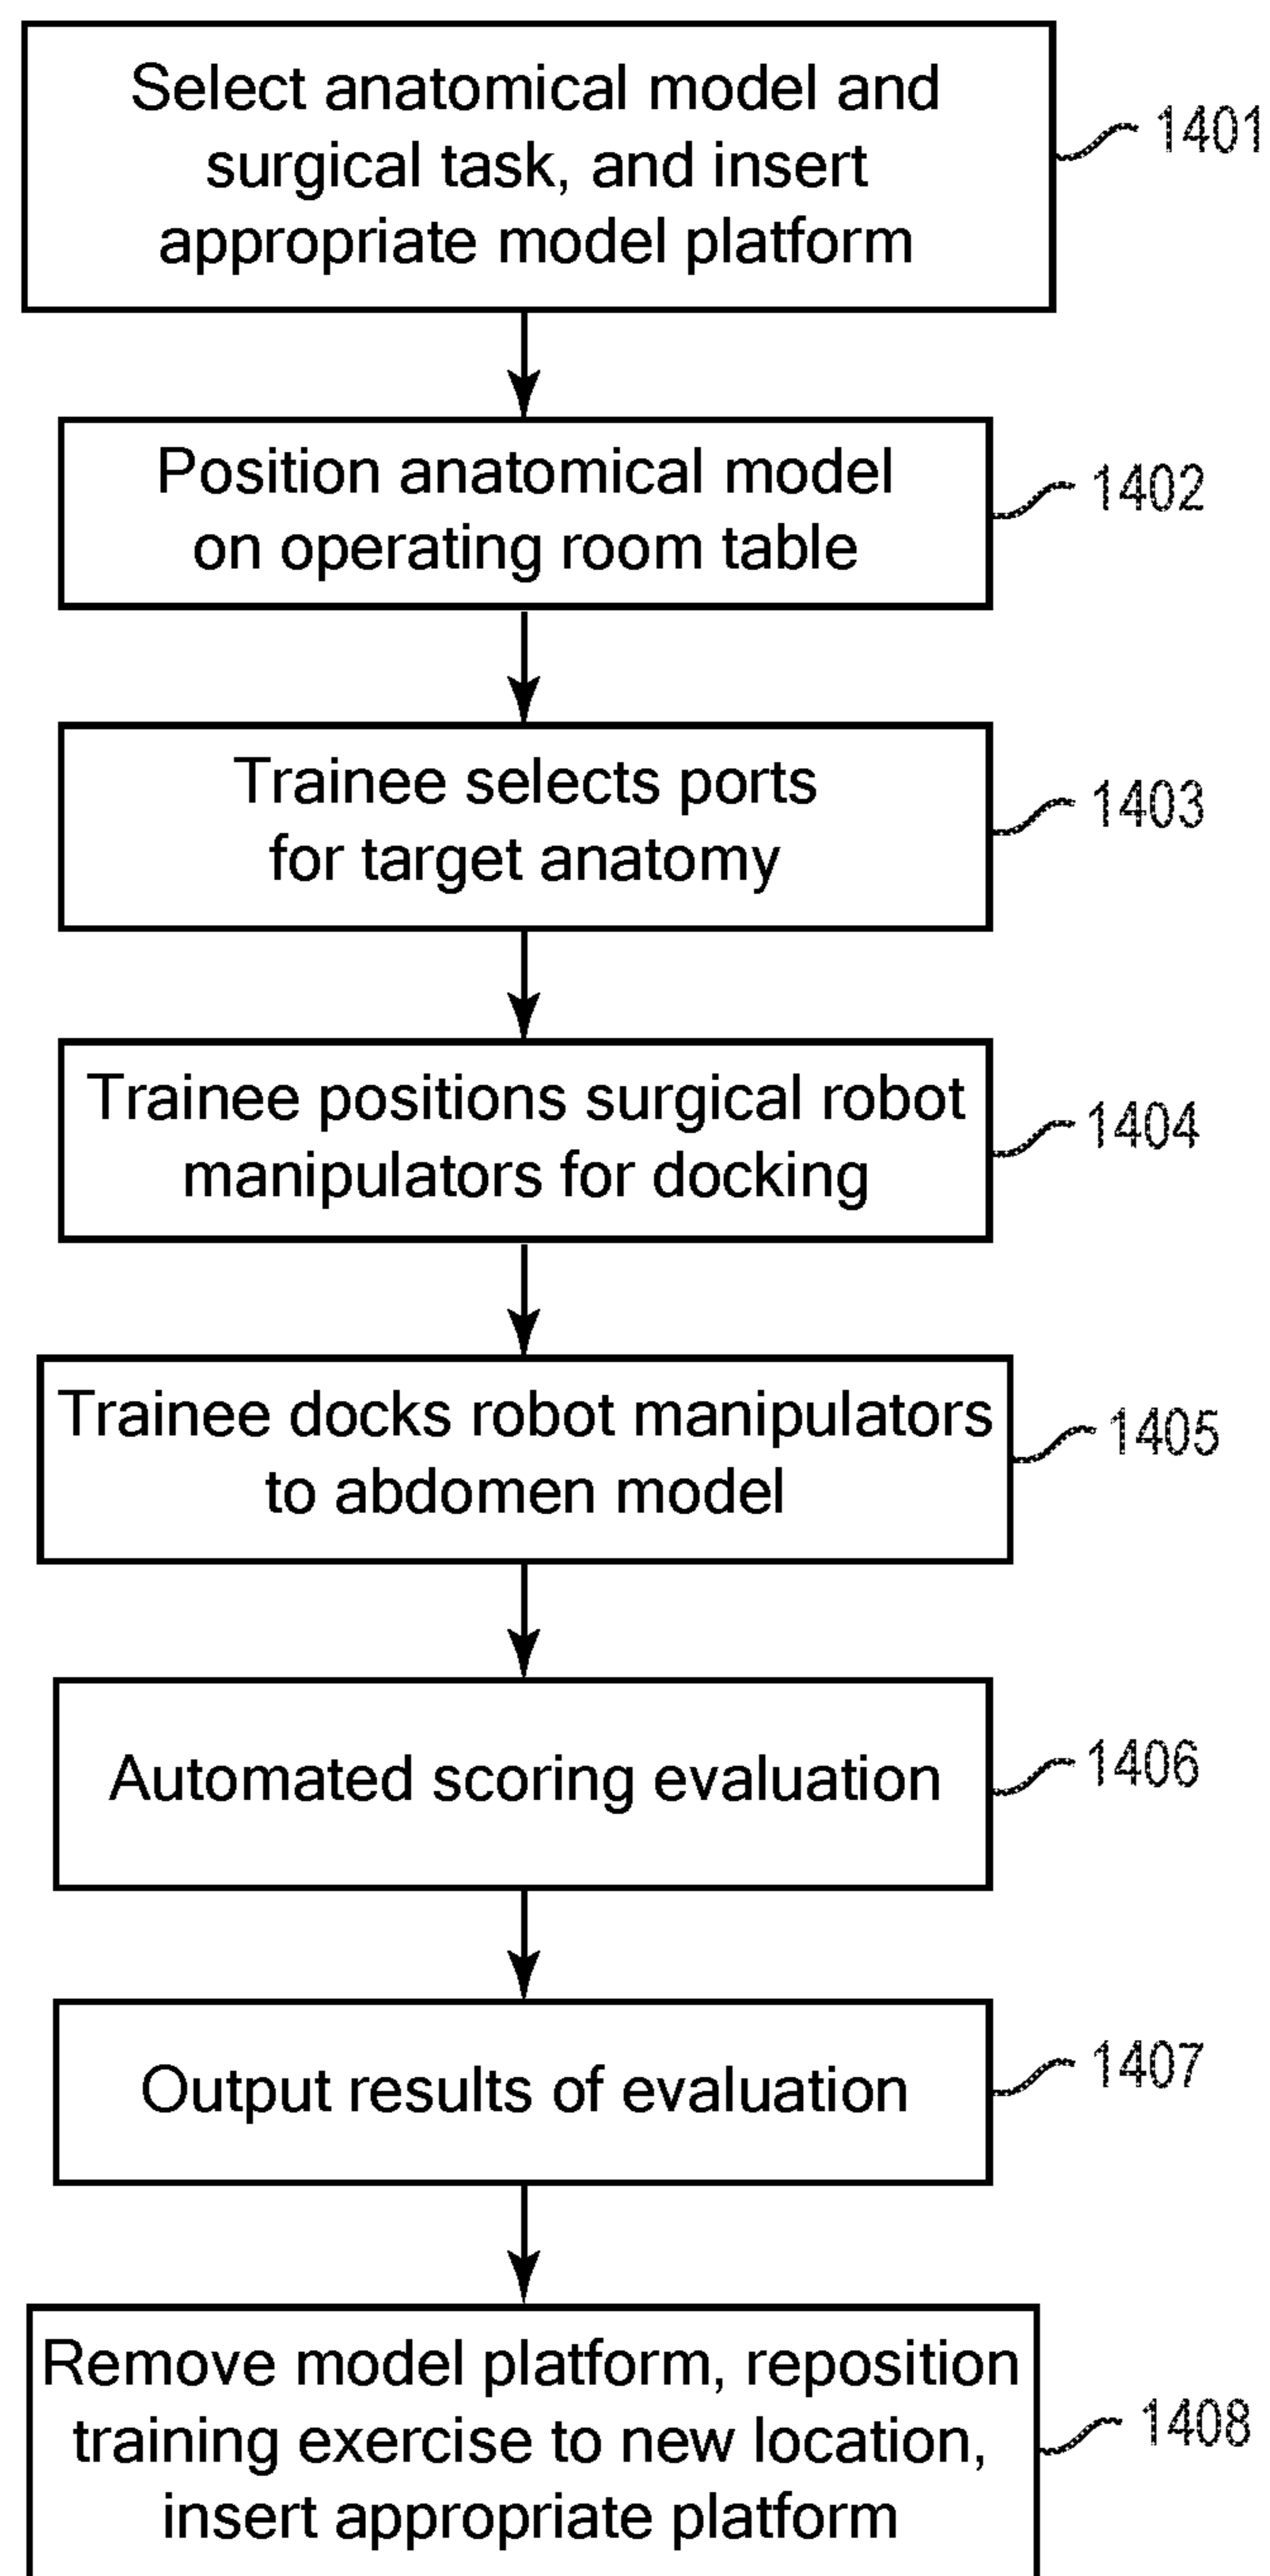 Select anatomical model and
surgical task, and insert
appropriate model platform
1401
Position anatomical model
on operating room table
1402
Trainee selects ports
for target anatomy
1403
Trainee positions surgical robot
manipulators for docking
1404
Trainee docks robot manipulators
to abdomen model
1405
Automated scoring evaluation
1406
Output results of evaluation
1407
Remove model platform, reposition
training exercise to new location,
insert appropriate platform
1408